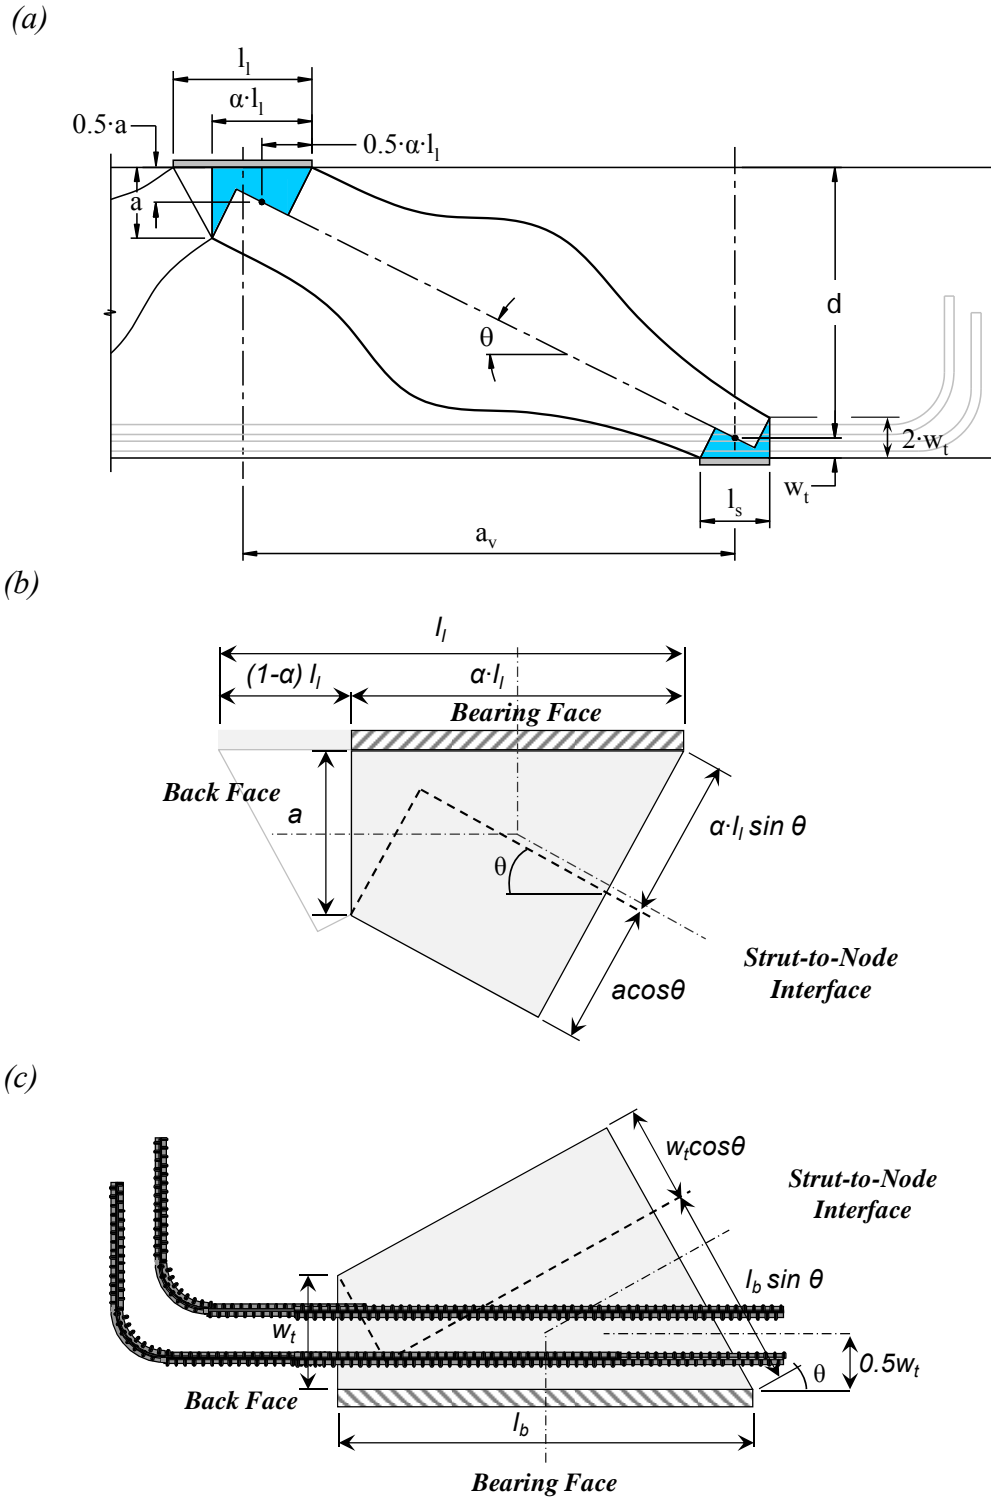 (a)
l_l
α·l_l
0.5·a
0.5·α·l_l
a
d
θ
2·w_t
w_t
l_s
a_v
(b)
l_l
(1-α) l_l
α·l_l
Bearing Face
Back Face
a
α·l_l sin θ
θ
Strut-to-Node
Interface
acosθ
(c)
w_t cosθ
Strut-to-Node
Interface
l_b sin θ
w_t
0.5w_t
θ
Back Face
l_b
Bearing Face